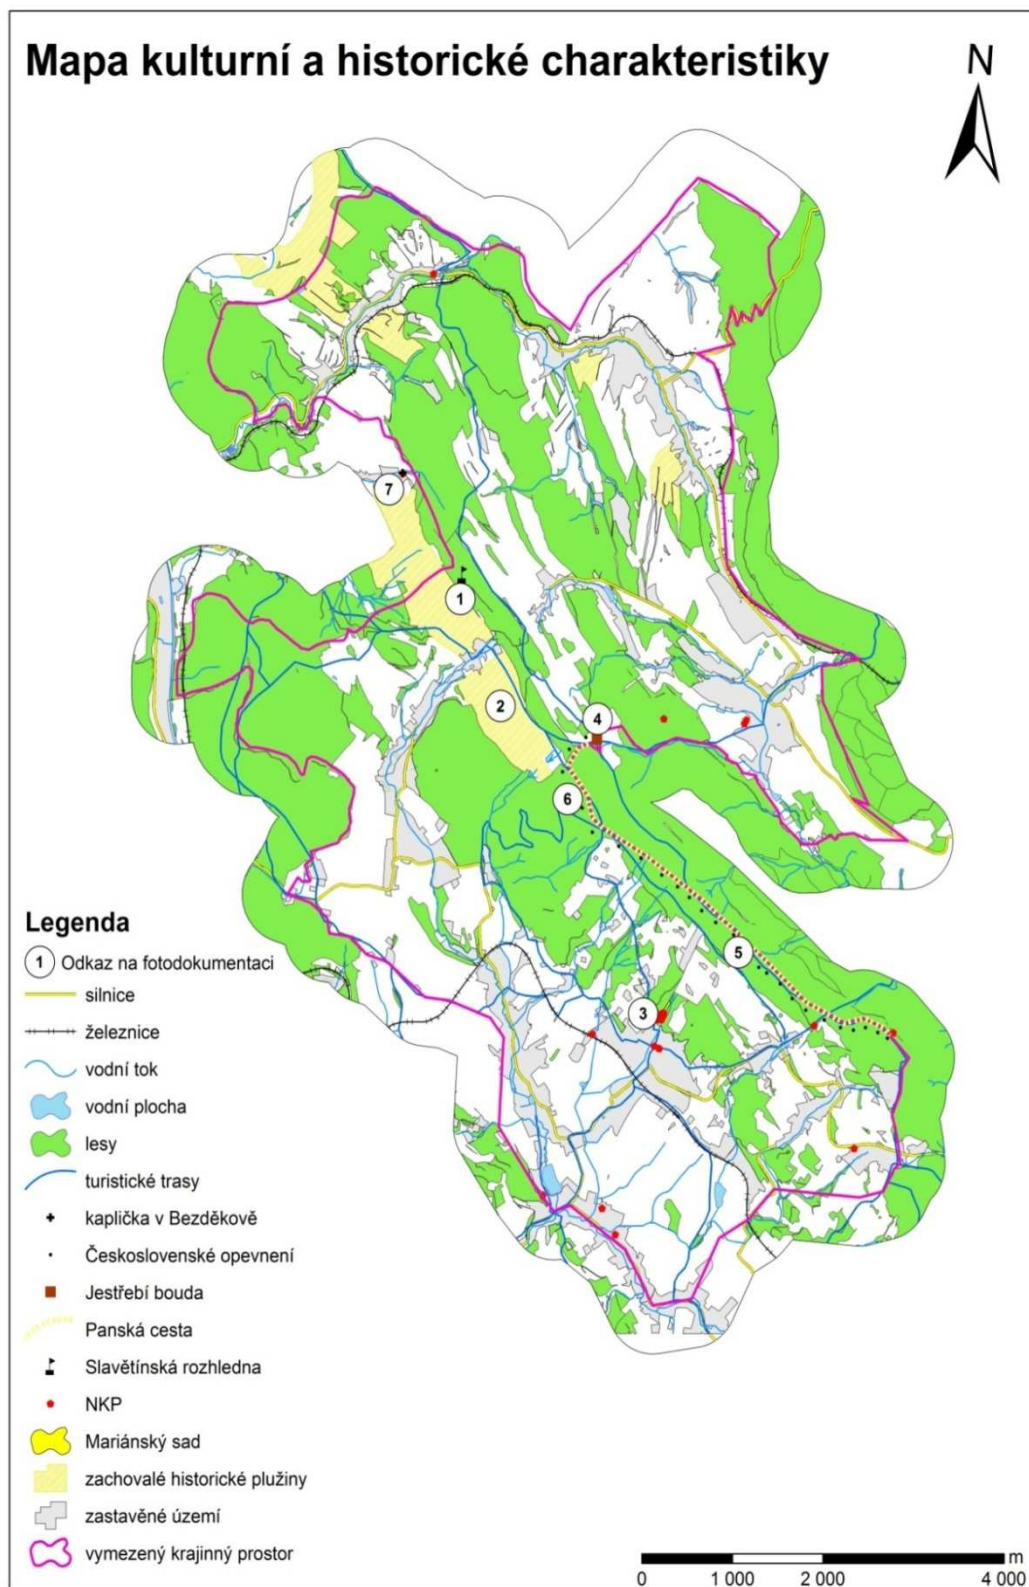 Mapa kulturní a historické charakteristiky
N
7
1
2
4
6
5
3
Legenda
1 Odkaz na fotodokumentaci
silnice
železnice
vodní tok
vodní plocha
lesy
turistické trasy
kaplička v Bezděkově
Československé opevnení
Jestřebí bouda
Panská cesta
Slavětínská rozhledna
NKP
Mariánský sad
zachovalé historické plužiny
zastavěné území
vymezený krajinný prostor
m
0 1 000 2 000 4 000